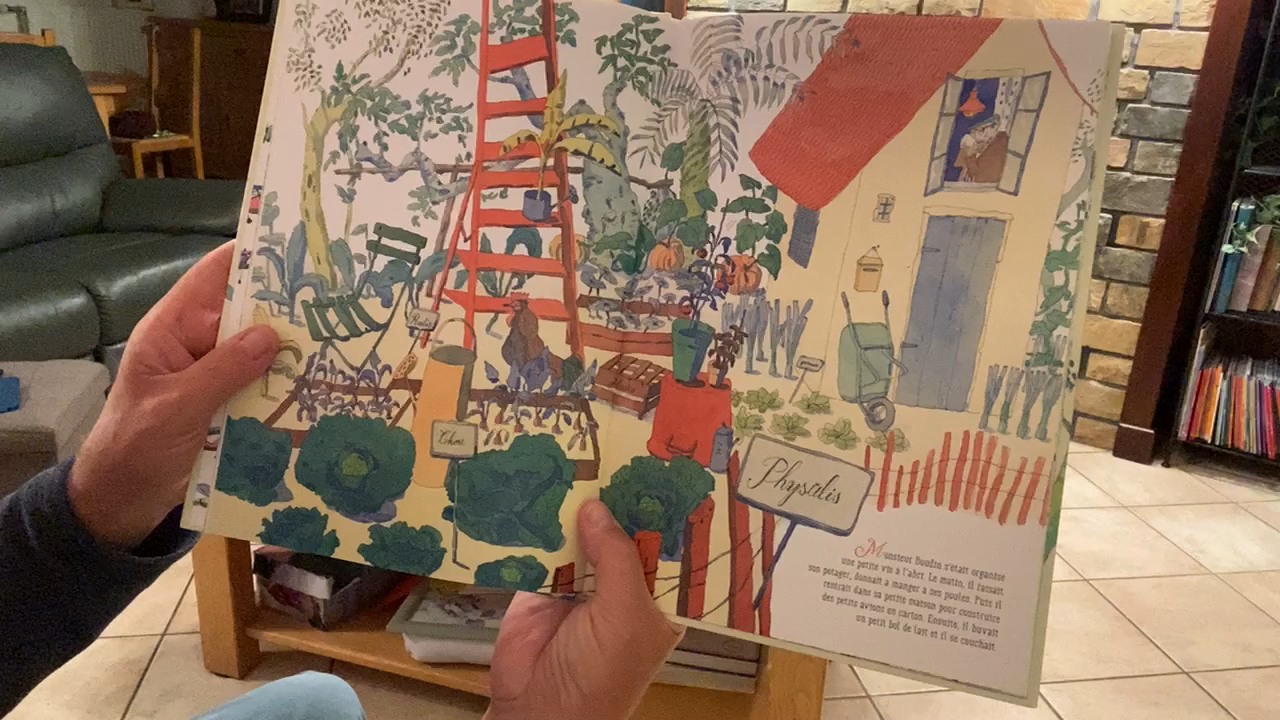 Choux
Physalis
Monsieur Boudin s'était organisé
une petite vie à l'abri. Le matin, il faisait
son potager, donnait à manger à ses poules. Puis il
rentrait dans sa petite maison pour construire
des petits avions en carton. Ensuite, il buvait
un petit bol de lait et il se couchait